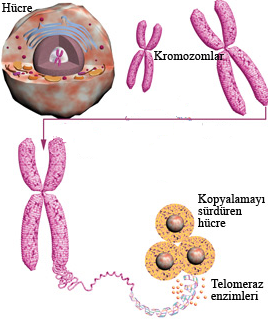 Hücre
Kromozomlar
Kopyalamayı
sürdüren
hücre
Telomeraz
enzimleri